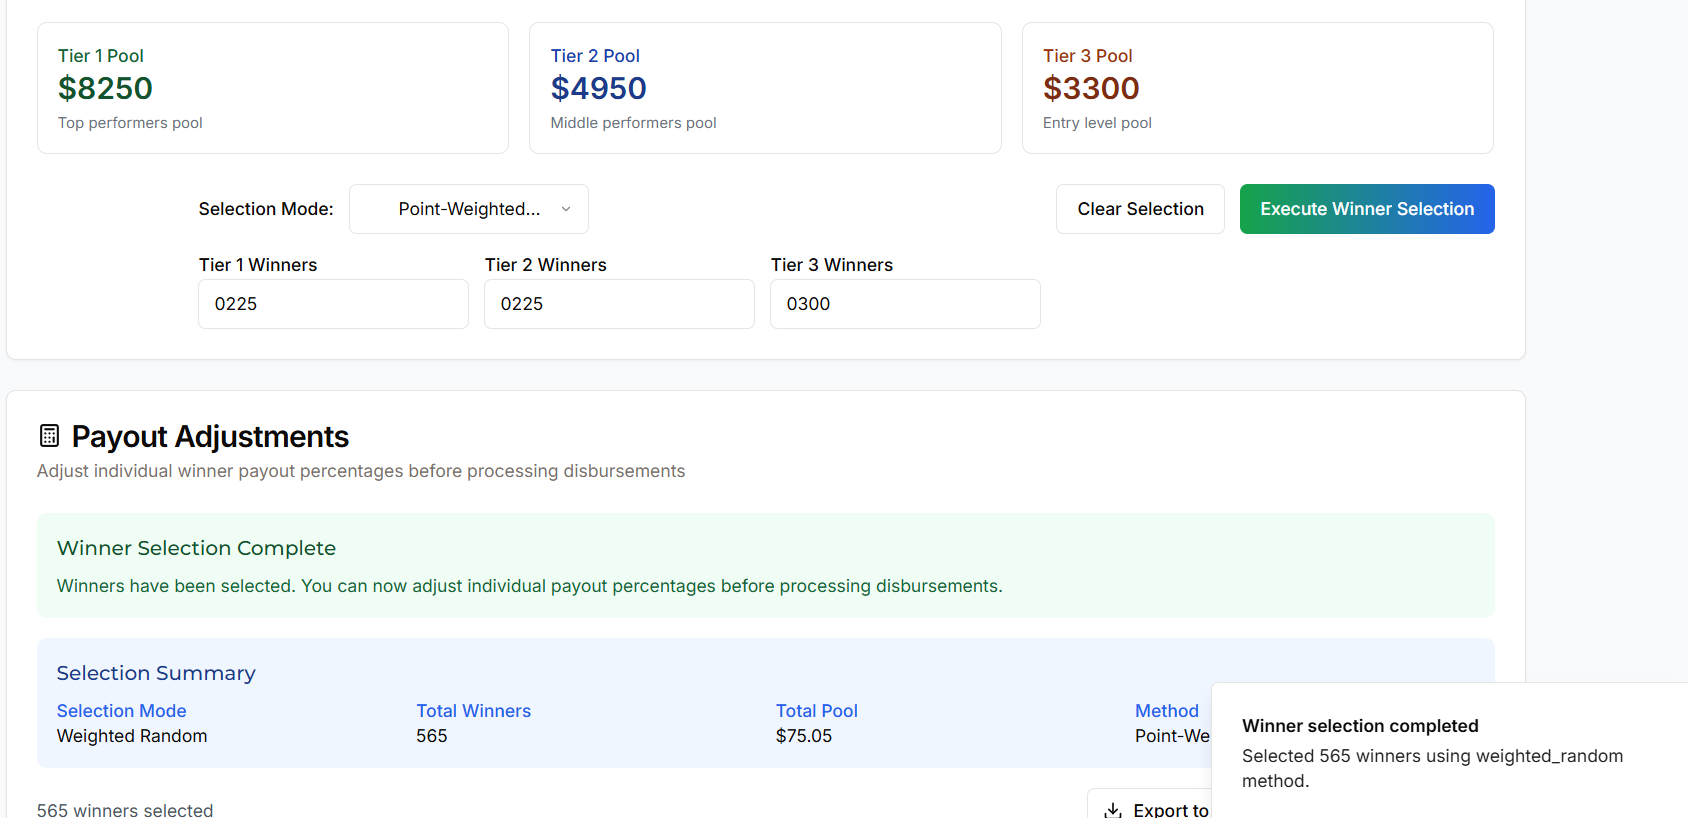 Tier 1 Pool
$8250
Top performers pool
Tier 2 Pool
$4950
Middle performers pool
Tier 3 Pool
$3300
Entry level pool
Selection Mode:
Point-Weighted...
Clear Selection
Execute Winner Selection
Tier 1 Winners
0225
Tier 2 Winners
0225
Tier 3 Winners
0300
Payout Adjustments
Adjust individual winner payout percentages before processing disbursements
Winner Selection Complete
Winners have been selected. You can now adjust individual payout percentages before processing disbursements.
Selection Summary
Selection Mode
Weighted Random
Total Winners
565
Total Pool
$75.05
Method
Point-We
565 winners selected
Export to
Winner selection completed
Selected 565 winners using weighted_random
method.